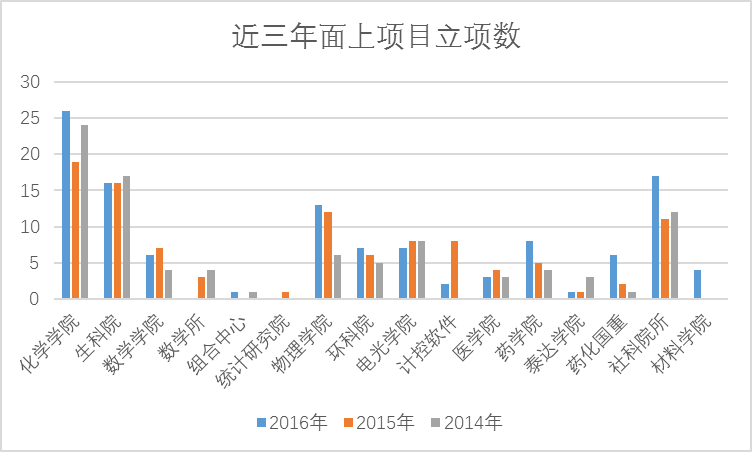 近三年面上项目立项数
30
25
20
15
10
5
0
化学学院
生科院
数学学院
数学所
组合中心
统计研究院
物理学院
环科院
电光学院
计控软件
医学院
药学院
泰达学院
药化国重
社科院所
材料学院
2016年 2015年 2014年